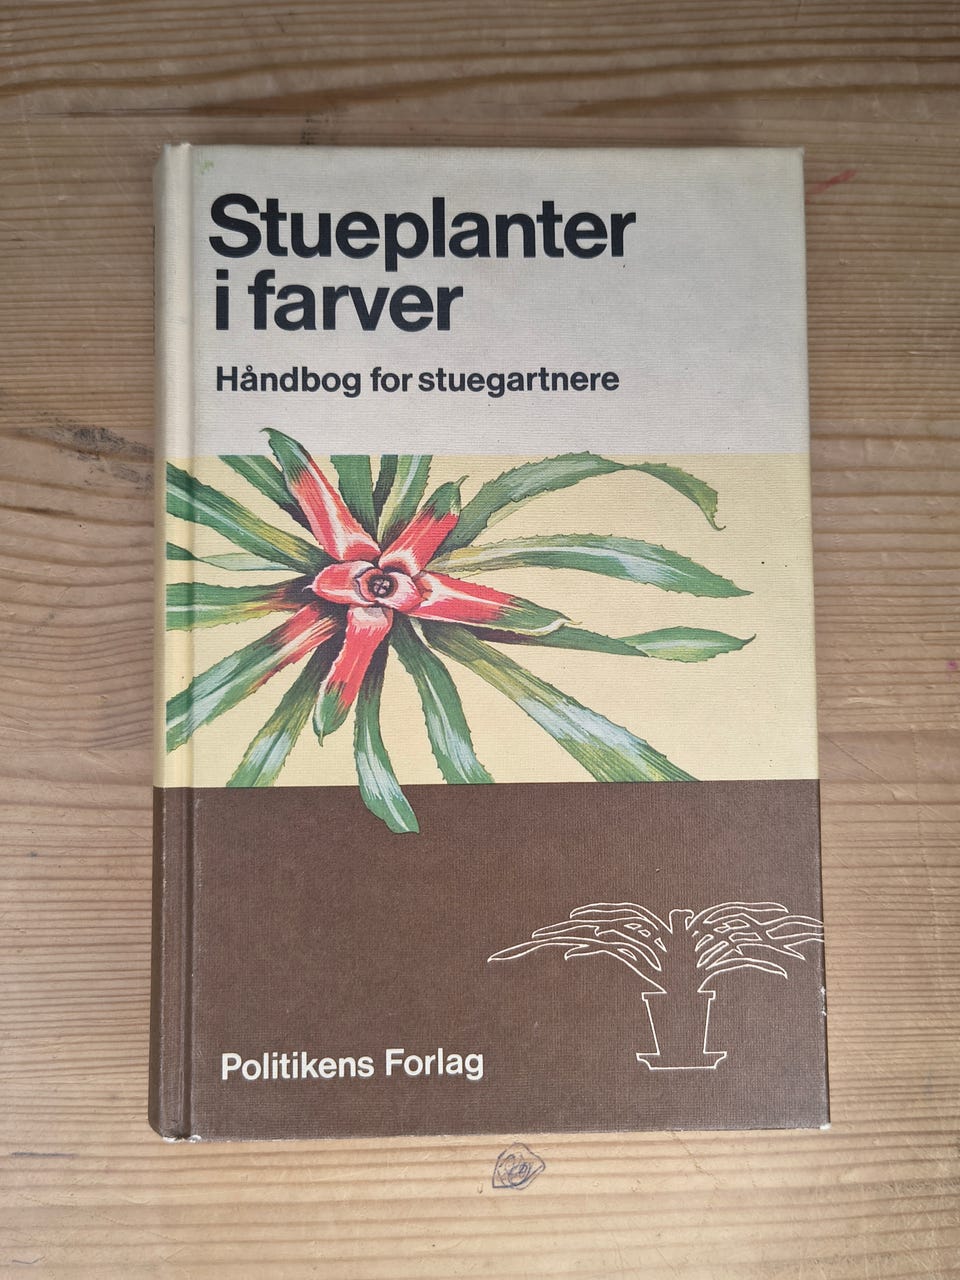 Stueplanter
i farver
Håndbog for stuegartnere
Politikens Forlag